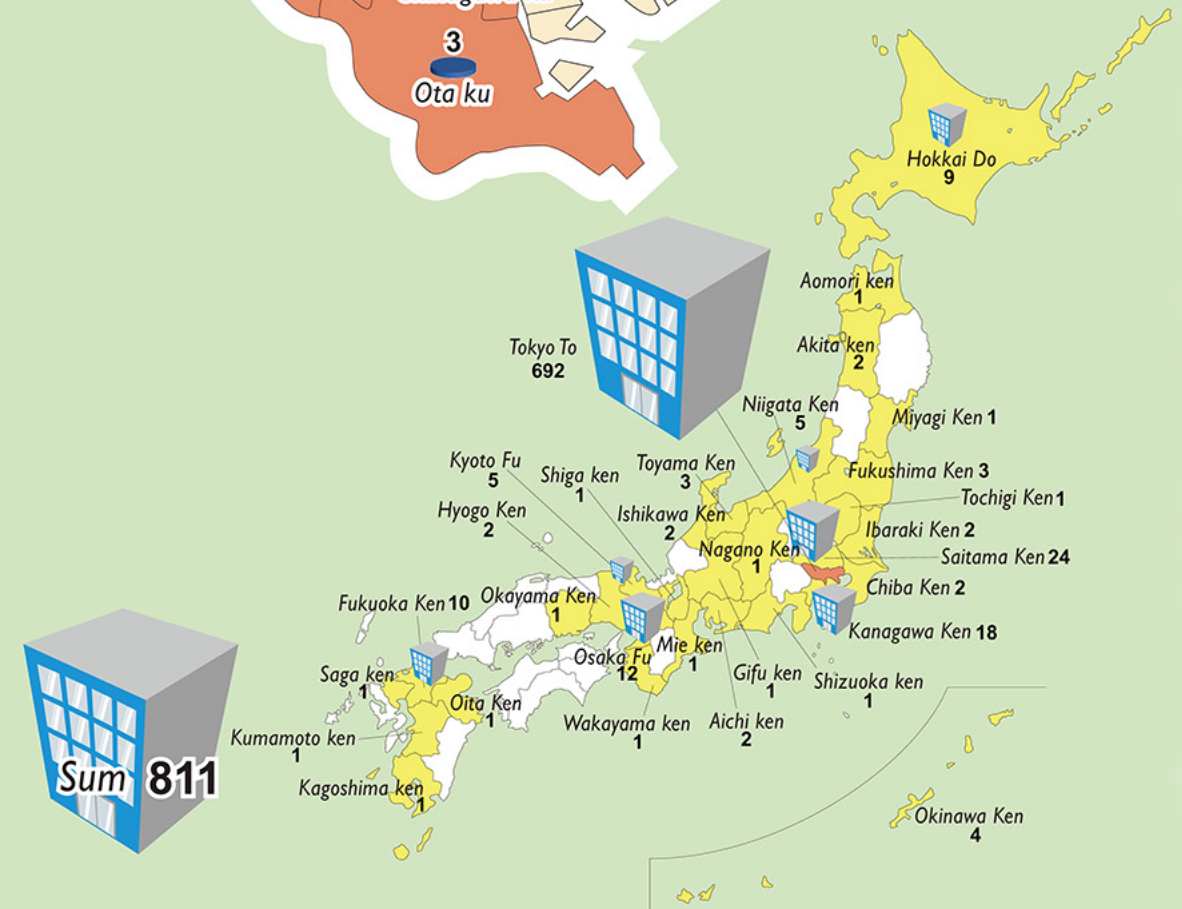 3
Ota ku
Hokkai Do
9
Aomori ken
1
Akita ken
2
Tokyo To
692
Niigata Ken
5
Miyagi Ken 1
Kyoto Fu
5
Shiga ken
1
Toyama Ken
3
Fukushima Ken 3
Tochigi Ken 1
Hyogo Ken
2
Ishikawa Ken
2
Ibaraki Ken 2
Nagano Ken
1
Saitama Ken 24
Chiba Ken 2
Fukuoka Ken 10
Okayama Ken
1
Kanagawa Ken 18
Osaka Fu
12
Mie ken
1
Saga ken
1
Gifu ken
1
Shizuoka ken
1
Oita Ken
1
Wakayama ken
1
Aichi ken
2
Kumamoto ken
1
Sum 811
Kagoshima ken
1
Okinawa Ken
4